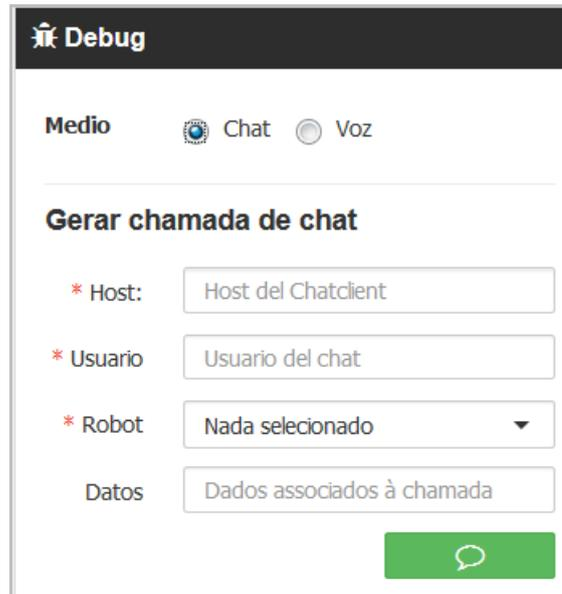 Debug
Medio Chat Voz
Gerar chamada de chat
* Host: Host del Chatclient
* Usuario Usuario del chat
* Robot Nada selecionado
Datos Dados associados à chamada